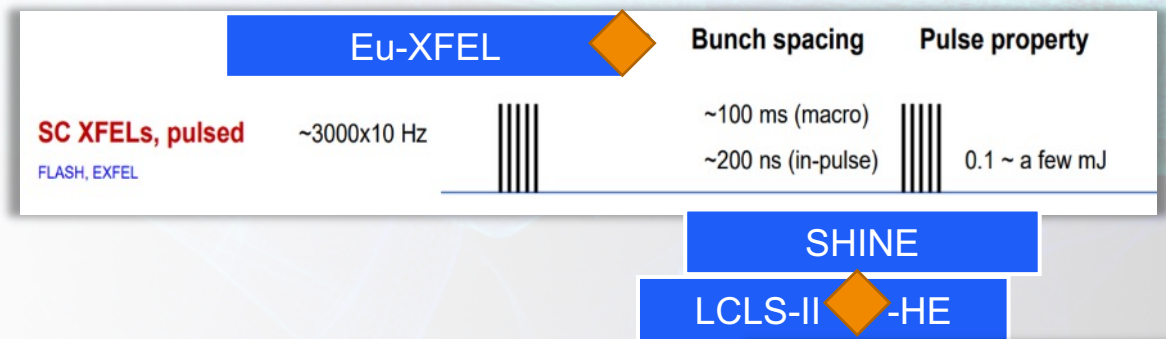 Eu-XFEL
Bunch spacing
Pulse property
SC XFELs, pulsed
~3000x10 Hz
~100 ms (macro)
~200 ns (in-pulse)
0.1 ~ a few mJ
FLASH, EXFEL
SHINE
LCLS-II -HE